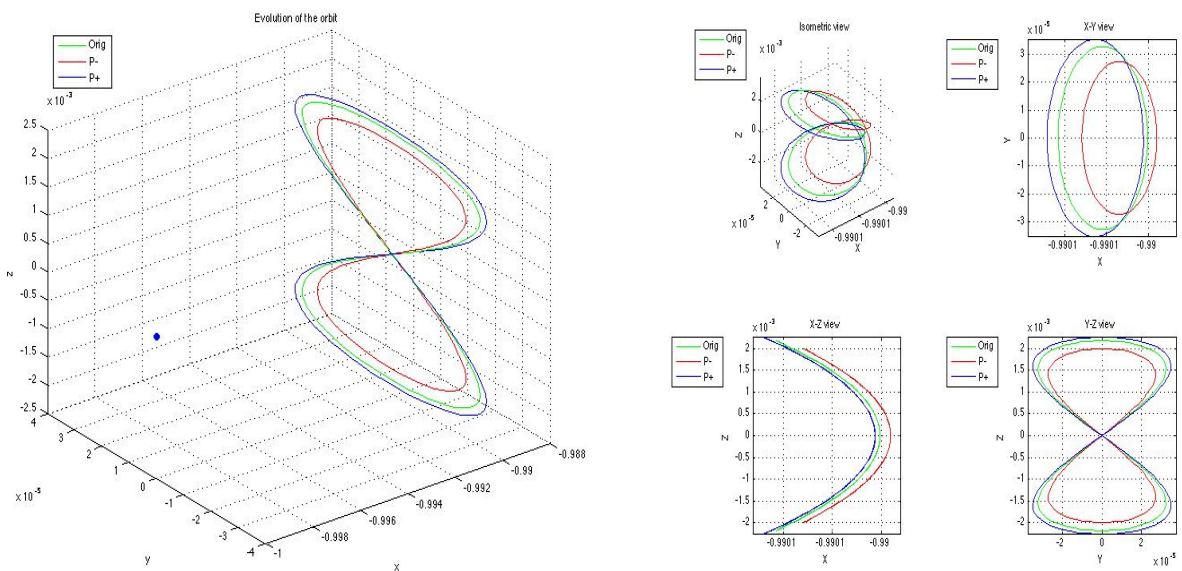 Evolution of the orbit
Orig
P-
P+
x 10^-3
2.5
2
1.5
1
0.5
0
-0.5
-1
-1.5
-2
-2.5
z
4
3
2
1
0
-1
-2
-3
-4
x 10^-5
y
-1
-0.998
-0.996
-0.994
-0.992
-0.99
-0.988
x
Isometric view
Orig
P-
P+
x 10^-3
2
0
-2
Z
x 10^-5
2
0
-2
Y
-0.9901
-0.9901
-0.99
X
X-Y view
Orig
P-
P+
x 10^-5
3
2
1
0
-1
-2
-3
Y
-0.9901
-0.9901
-0.99
X
X-Z view
Orig
P-
P+
x 10^-3
2
1.5
1
0.5
0
-0.5
-1
-1.5
-2
Z
-0.9901
-0.9901
-0.99
X
Y-Z view
Orig
P-
P+
x 10^-3
2
1.5
1
0.5
0
-0.5
-1
-1.5
-2
Z
-2
0
2
x 10^-5
Y